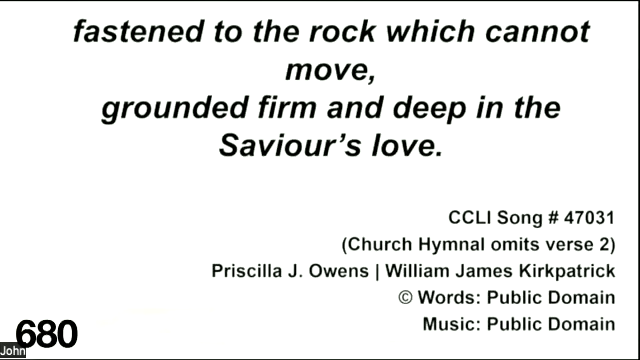 fastened to the rock which cannot
move,
grounded firm and deep in the
Saviour’s love.
CCLI Song # 47031
(Church Hymnal omits verse 2)
Priscilla J. Owens | William James Kirkpatrick
© Words: Public Domain
Music: Public Domain
680
John